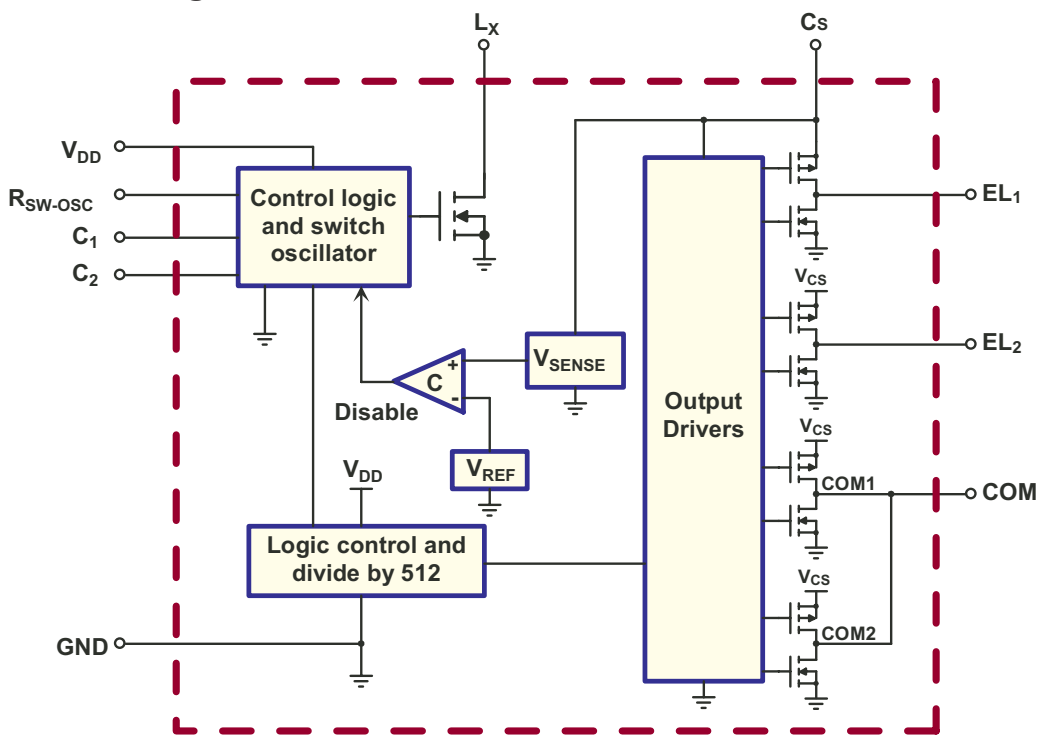 LX
CS
VDD
RSW-OSC
C1
C2
Control logic
and switch
oscillator
EL1
VCS
EL2
VSENSE
C
+
-
Disable
Output
Drivers
VREF
VCS
COM1
COM
VDD
Logic control and
divide by 512
VCS
COM2
GND